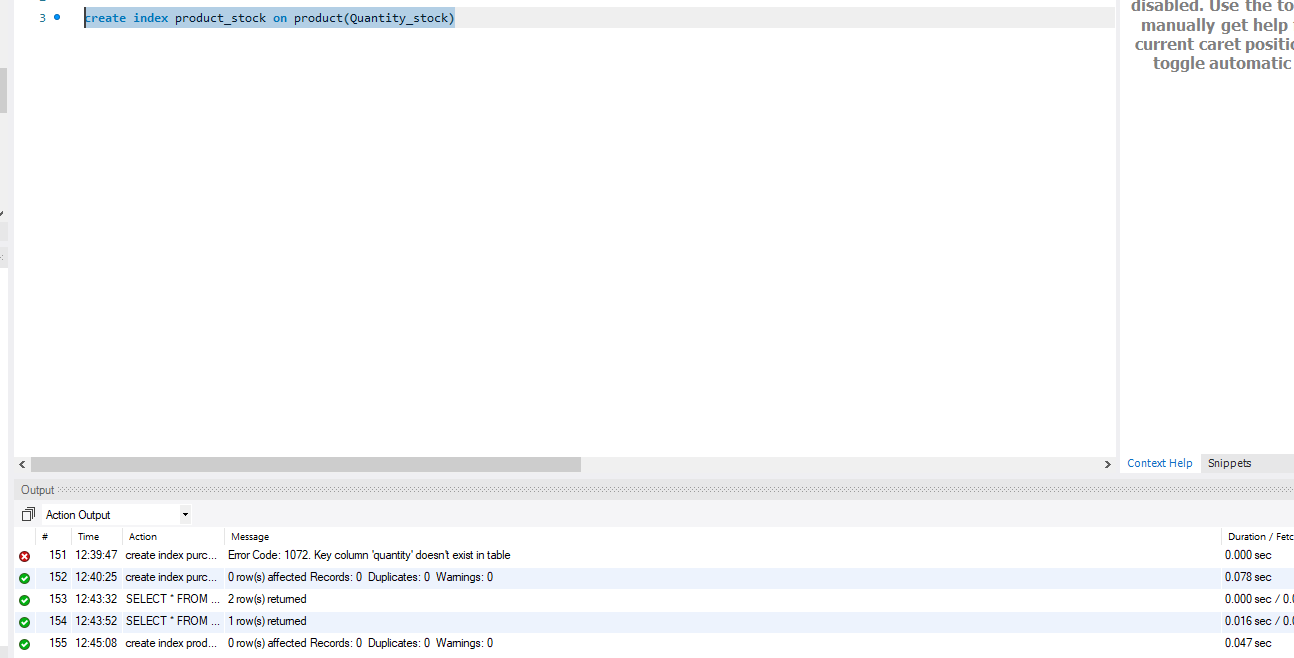 disabled. Use the to
manually get help
current caret positi
toggle automatic
3 create index product_stock on product(Quantity_stock)
Context Help Snippets
Output
Action Output
# Time Action Message Duration / Fetc
151 12:39:47 create index purc... Error Code: 1072. Key column 'quantity' doesn't exist in table 0.000 sec
152 12:40:25 create index purc... 0 row(s) affected Records: 0 Duplicates: 0 Warnings: 0 0.078 sec
153 12:43:32 SELECT * FROM ... 2 row(s) returned 0.000 sec / 0.0
154 12:43:52 SELECT * FROM ... 1 row(s) returned 0.016 sec / 0.0
155 12:45:08 create index prod... 0 row(s) affected Records: 0 Duplicates: 0 Warnings: 0 0.047 sec